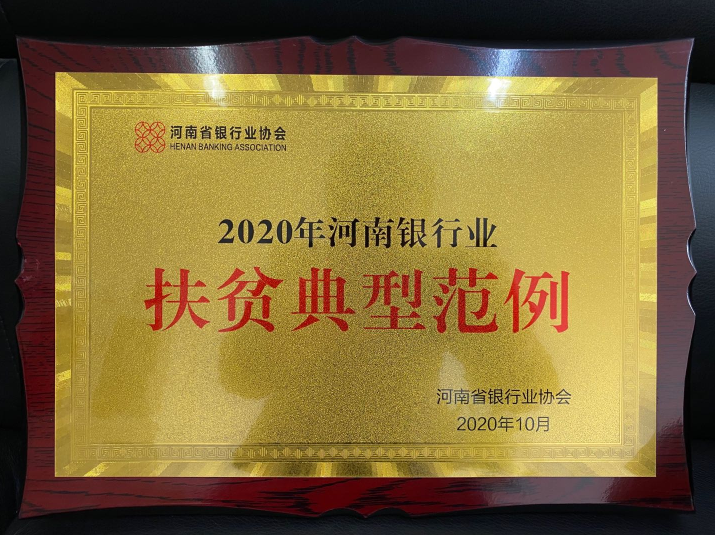 河南省银行业协会
HENAN BANKING ASSOCIATION
2020年河南银行业
扶贫典型范例
河南省银行业协会
2020年10月